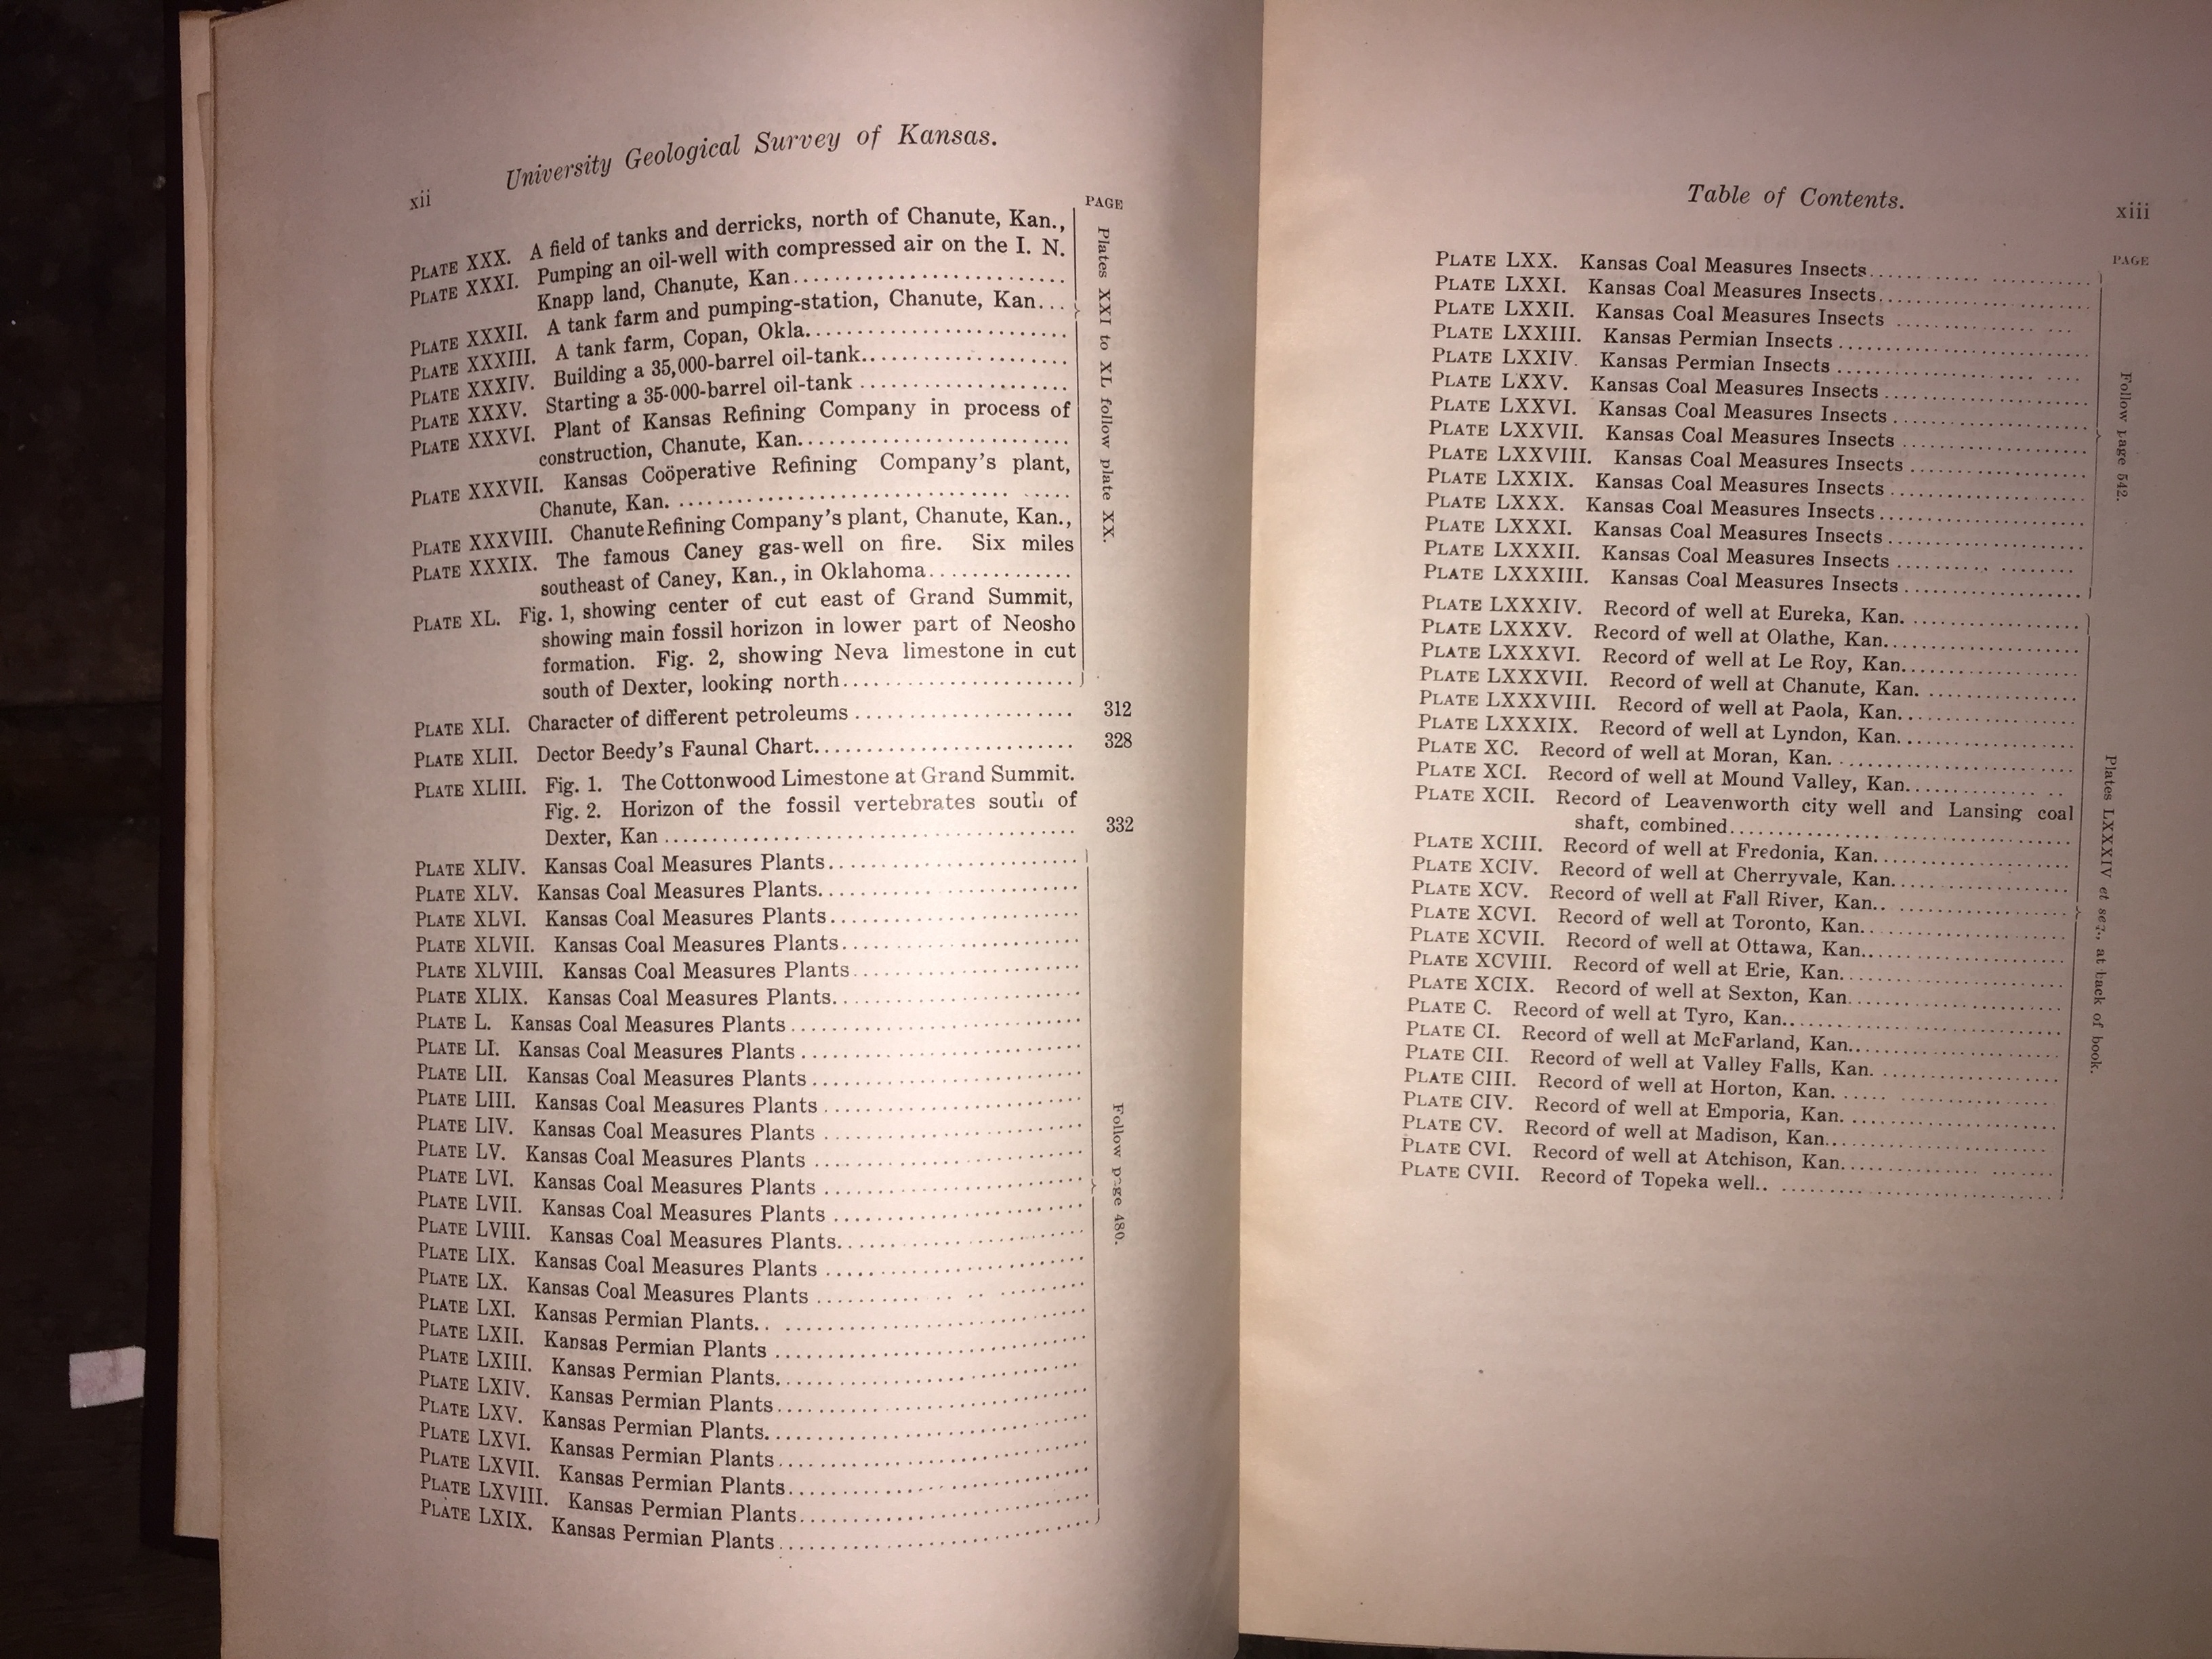 xii
University Geological Survey of Kansas.
PAGE
PLATE XXX. A field of tanks and derricks, north of Chanute, Kan.,
PLATE XXXI. Pumping an oil-well with compressed air on the I. N.
Knapp land, Chanute, Kan..........................
PLATE XXXII. A tank farm and pumping-station, Chanute, Kan...
PLATE XXXIII. A tank farm, Copan, Okla.........................
PLATE XXXIV. Building a 35,000-barrel oil-tank...................
PLATE XXXV. Starting a 35-000-barrel oil-tank ....................
PLATE XXXVI. Plant of Kansas Refining Company in process of
construction, Chanute, Kan..........................
PLATE XXXVII. Kansas Coöperative Refining Company's plant,
Chanute, Kan. ....................................
PLATE XXXVIII. Chanute Refining Company's plant, Chanute, Kan.,
PLATE XXXIX. The famous Caney gas-well on fire. Six miles
southeast of Caney, Kan., in Oklahoma..............
PLATE XL. Fig. 1, showing center of cut east of Grand Summit,
showing main fossil horizon in lower part of Neosho
formation. Fig. 2, showing Neva limestone in cut
south of Dexter, looking north.......................
Plates XXI to XL follow plate XX.
PLATE XLI. Character of different petroleums ..................... 312
PLATE XLII. Dector Beedy's Faunal Chart......................... 328
PLATE XLIII. Fig. 1. The Cottonwood Limestone at Grand Summit.
Fig. 2. Horizon of the fossil vertebrates south of
Dexter, Kan ....................................... 332
PLATE XLIV. Kansas Coal Measures Plants.........................
PLATE XLV. Kansas Coal Measures Plants..........................
PLATE XLVI. Kansas Coal Measures Plants.........................
PLATE XLVII. Kansas Coal Measures Plants........................
PLATE XLVIII. Kansas Coal Measures Plants.......................
PLATE XLIX. Kansas Coal Measures Plants.........................
PLATE L. Kansas Coal Measures Plants............................
PLATE LI. Kansas Coal Measures Plants ...........................
PLATE LII. Kansas Coal Measures Plants ..........................
PLATE LIII. Kansas Coal Measures Plants .........................
PLATE LIV. Kansas Coal Measures Plants .........................
PLATE LV. Kansas Coal Measures Plants ..........................
PLATE LVI. Kansas Coal Measures Plants .........................
PLATE LVII. Kansas Coal Measures Plants ........................
PLATE LVIII. Kansas Coal Measures Plants........................
PLATE LIX. Kansas Coal Measures Plants .........................
PLATE LX. Kansas Coal Measures Plants ..........................
PLATE LXI. Kansas Permian Plants.. .............................
PLATE LXII. Kansas Permian Plants ..............................
PLATE LXIII. Kansas Permian Plants..............................
PLATE LXIV. Kansas Permian Plants..............................
PLATE LXV. Kansas Permian Plants...............................
PLATE LXVI. Kansas Permian Plants..............................
PLATE LXVII. Kansas Permian Plants.............................
PLATE LXVIII. Kansas Permian Plants............................
PLATE LXIX. Kansas Permian Plants..............................
Follow page 480.
Table of Contents.
xiii
PAGE
PLATE LXX. Kansas Coal Measures Insects........ ..............
PLATE LXXI. Kansas Coal Measures Insects......................
PLATE LXXII. Kansas Coal Measures Insects ................ ...
PLATE LXXIII. Kansas Permian Insects ..........................
PLATE LXXIV. Kansas Permian Insects .................... ....
PLATE LXXV. Kansas Coal Measures Insects .....................
PLATE LXXVI. Kansas Coal Measures Insects ....................
PLATE LXXVII. Kansas Coal Measures Insects ...................
PLATE LXXVIII. Kansas Coal Measures Insects ..................
PLATE LXXIX. Kansas Coal Measures Insects ....................
PLATE LXXX. Kansas Coal Measures Insects.....................
PLATE LXXXI. Kansas Coal Measures Insects ....................
PLATE LXXXII. Kansas Coal Measures Insects ........... ........
PLATE LXXXIII. Kansas Coal Measures Insects ..................
Follow page 542.
PLATE LXXXIV. Record of well at Eureka, Kan. .................
PLATE LXXXV. Record of well at Olathe, Kan....................
PLATE LXXXVI. Record of well at Le Roy, Kan..................
PLATE LXXXVII. Record of well at Chanute, Kan. ...............
PLATE LXXXVIII. Record of well at Paola, Kan..................
PLATE LXXXIX. Record of well at Lyndon, Kan..................
PLATE XC. Record of well at Moran, Kan. ......................
PLATE XCI. Record of well at Mound Valley, Kan............. ..
PLATE XCII. Record of Leavenworth city well and Lansing coal
shaft, combined...................................
PLATE XCIII. Record of well at Fredonia, Kan...................
PLATE XCIV. Record of well at Cherryvale, Kan..................
PLATE XCV. Record of well at Fall River, Kan.. ................
PLATE XCVI. Record of well at Toronto, Kan....................
PLATE XCVII. Record of well at Ottawa, Kan....................
PLATE XCVIII. Record of well at Erie, Kan......................
PLATE XCIX. Record of well at Sexton, Kan.....................
PLATE C. Record of well at Tyro, Kan...........................
PLATE CI. Record of well at McFarland, Kan....................
PLATE CII. Record of well at Valley Falls, Kan. .................
PLATE CIII. Record of well at Horton, Kan. ..... ...............
PLATE CIV. Record of well at Emporia, Kan. ....................
PLATE CV. Record of well at Madison, Kan......................
PLATE CVI. Record of well at Atchison, Kan............. .......
PLATE CVII. Record of Topeka well.. ...........................
Plates LXXXIV et seq., at back of book.